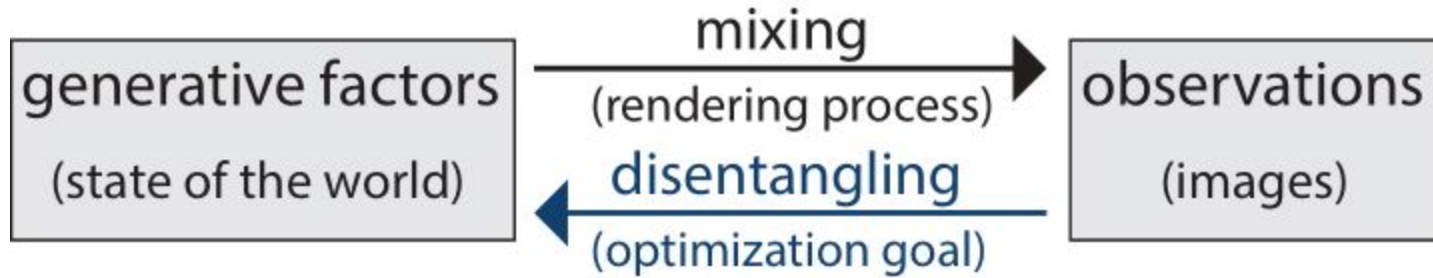 generative factors
(state of the world)
mixing
(rendering process)
disentangling
(optimization goal)
observations
(images)